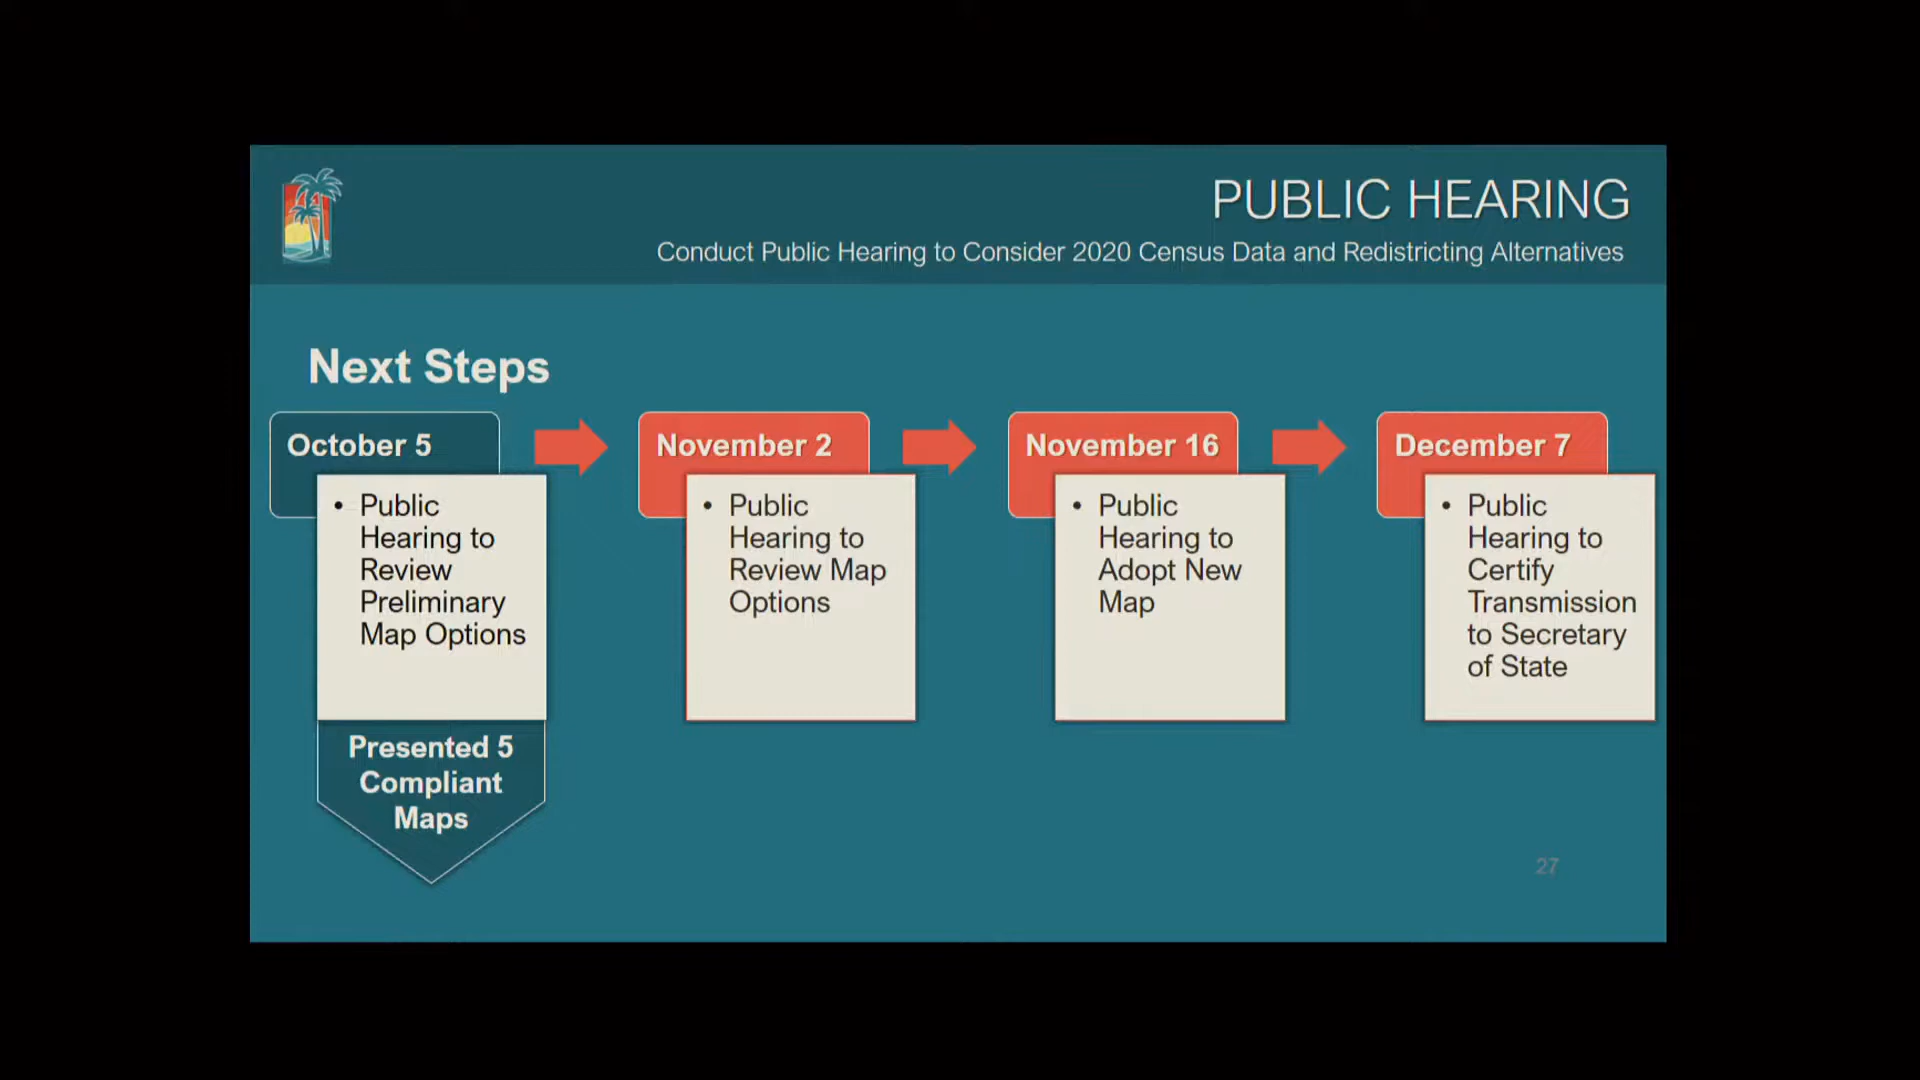 PUBLIC HEARING
Conduct Public Hearing to Consider 2020 Census Data and Redistricting Alternatives
Next Steps
October 5
• Public
Hearing to
Review
Preliminary
Map Options
Presented 5
Compliant
Maps
November 2
• Public
Hearing to
Review Map
Options
November 16
• Public
Hearing to
Adopt New
Map
December 7
• Public
Hearing to
Certify
Transmission
to Secretary
of State
27